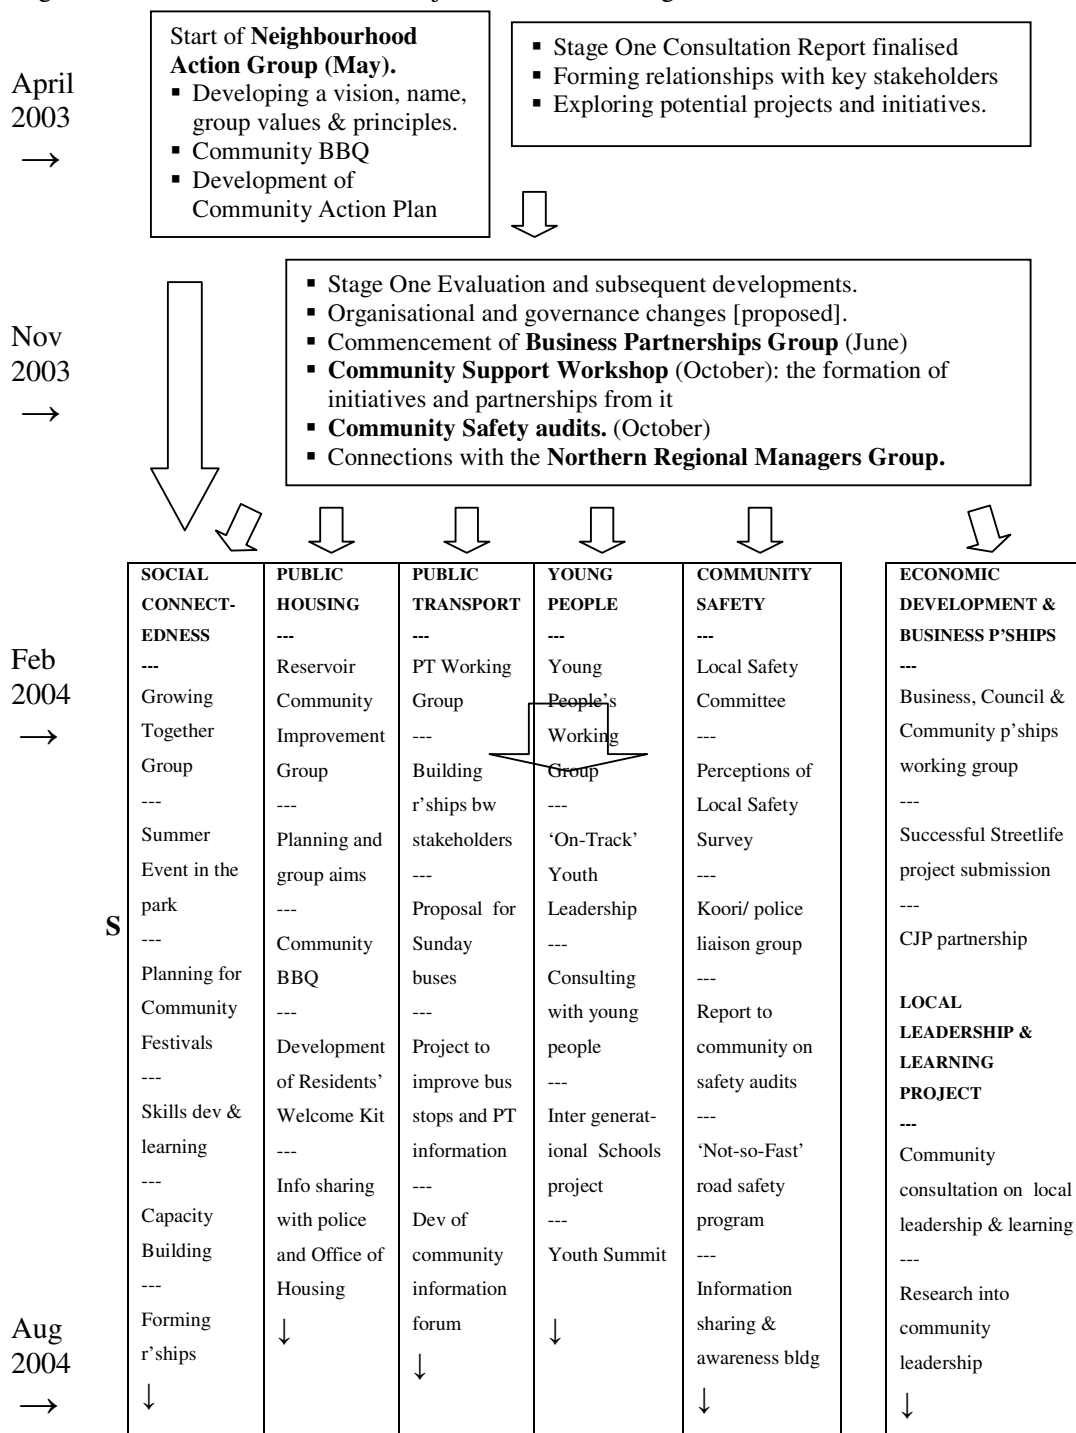 April
2003
→
Start of Neighbourhood
Action Group (May).
▪ Developing a vision, name,
group values & principles.
▪ Community BBQ
▪ Development of
Community Action Plan
▪ Stage One Consultation Report finalised
▪ Forming relationships with key stakeholders
▪ Exploring potential projects and initiatives.
Nov
2003
→
▪ Stage One Evaluation and subsequent developments.
▪ Organisational and governance changes [proposed].
▪ Commencement of Business Partnerships Group (June)
▪ Community Support Workshop (October): the formation of
initiatives and partnerships from it
▪ Community Safety audits. (October)
▪ Connections with the Northern Regional Managers Group.
Feb
2004
→
S
Aug
2004
→
SOCIAL
CONNECT-
EDNESS
---
Growing
Together
Group
---
Summer
Event in the
park
---
Planning for
Community
Festivals
---
Skills dev &
learning
---
Capacity
Building
---
Forming
r'ships
↓
PUBLIC
HOUSING
---
Reservoir
Community
Improvement
Group
---
Planning and
group aims
---
Community
BBQ
---
Development
of Residents'
Welcome Kit
---
Info sharing
with police
and Office of
Housing
↓
PUBLIC
TRANSPORT
---
PT Working
Group
---
Building
r'ships bw
stakeholders
---
Proposal for
Sunday
buses
---
Project to
improve bus
stops and PT
information
---
Dev of
community
information
forum
↓
YOUNG
PEOPLE
---
Young
People's
Working
Group
---
'On-Track'
Youth
Leadership
---
Consulting
with young
people
---
Inter generat-
ional Schools
project
---
Youth Summit
↓
COMMUNITY
SAFETY
---
Local Safety
Committee
---
Perceptions of
Local Safety
Survey
---
Koori/ police
liaison group
---
Report to
community on
safety audits
---
'Not-so-Fast'
road safety
program
---
Information
sharing &
awareness bldg
↓
ECONOMIC
DEVELOPMENT &
BUSINESS P'SHIPS
---
Business, Council &
Community p'ships
working group
---
Successful Streetlife
project submission
---
CJP partnership
LOCAL
LEADERSHIP &
LEARNING
PROJECT
---
Community
consultation on local
leadership & learning
---
Research into
community
leadership
↓